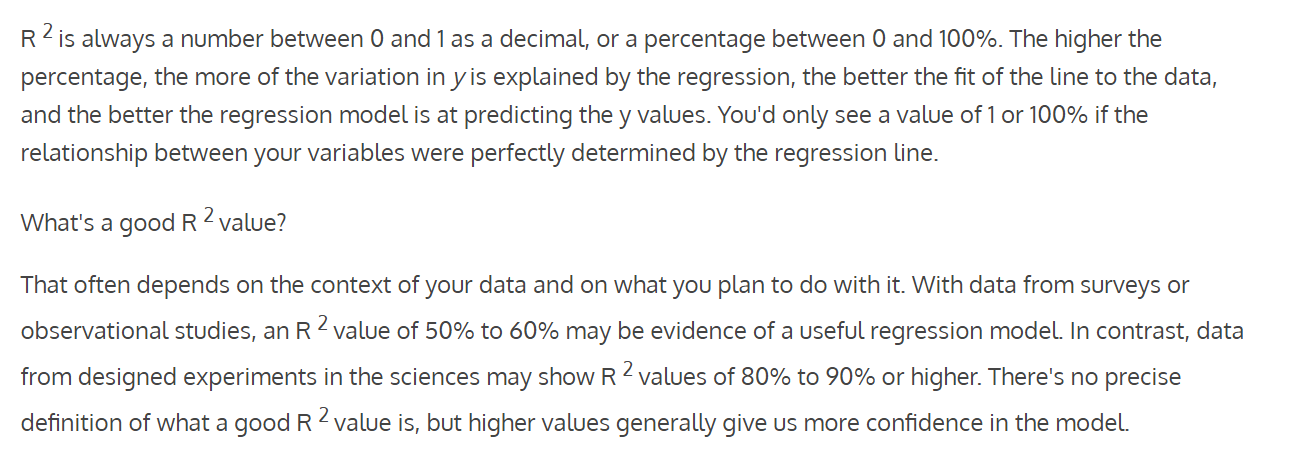 R ² is always a number between 0 and 1 as a decimal, or a percentage between 0 and 100%. The higher the
percentage, the more of the variation in y is explained by the regression, the better the fit of the line to the data,
and the better the regression model is at predicting the y values. You'd only see a value of 1 or 100% if the
relationship between your variables were perfectly determined by the regression line.
What's a good R ² value?
That often depends on the context of your data and on what you plan to do with it. With data from surveys or
observational studies, an R ² value of 50% to 60% may be evidence of a useful regression model. In contrast, data
from designed experiments in the sciences may show R ² values of 80% to 90% or higher. There's no precise
definition of what a good R ² value is, but higher values generally give us more confidence in the model.